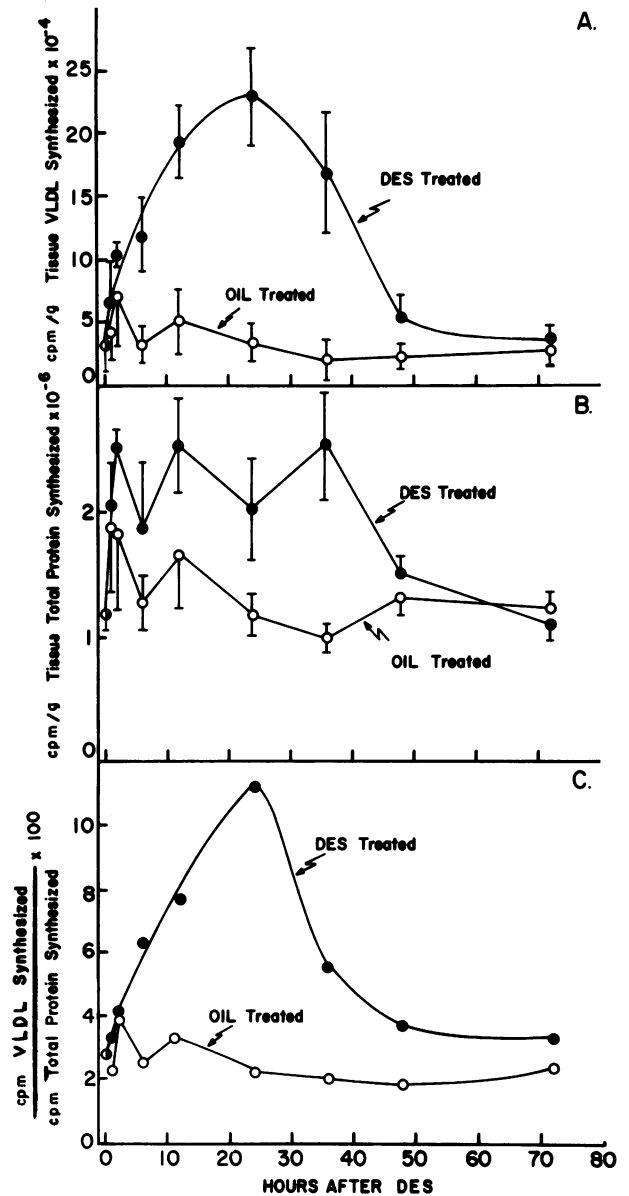 A.
cpm/g Tissue VLDL Synthesized x 10-4
25
20
15
10
5
0
DES Treated
OIL Treated
B.
cpm/g Tissue Total Protein Synthesized x10-6
2
1
0
DES Treated
OIL Treated
C.
cpm VLDL Synthesized
cpm Total Protein Synthesized
x 100
10
8
6
4
2
0
DES Treated
OIL Treated
0 10 20 30 40 50 60 70 80
HOURS AFTER DES